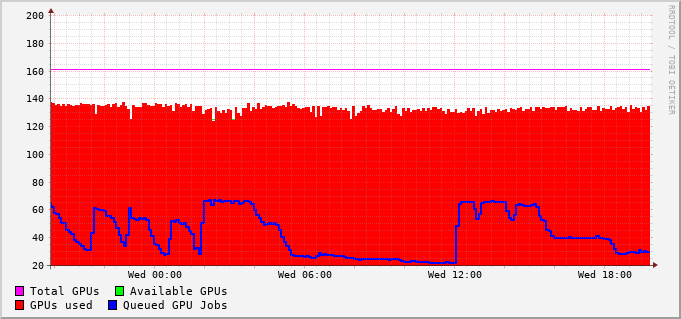 RRDTOOL / TOBI OETIKER
200
180
160
140
120
100
80
60
40
20
Wed 00:00 Wed 06:00 Wed 12:00 Wed 18:00
Total GPUs Available GPUs
GPUs used Queued GPU Jobs